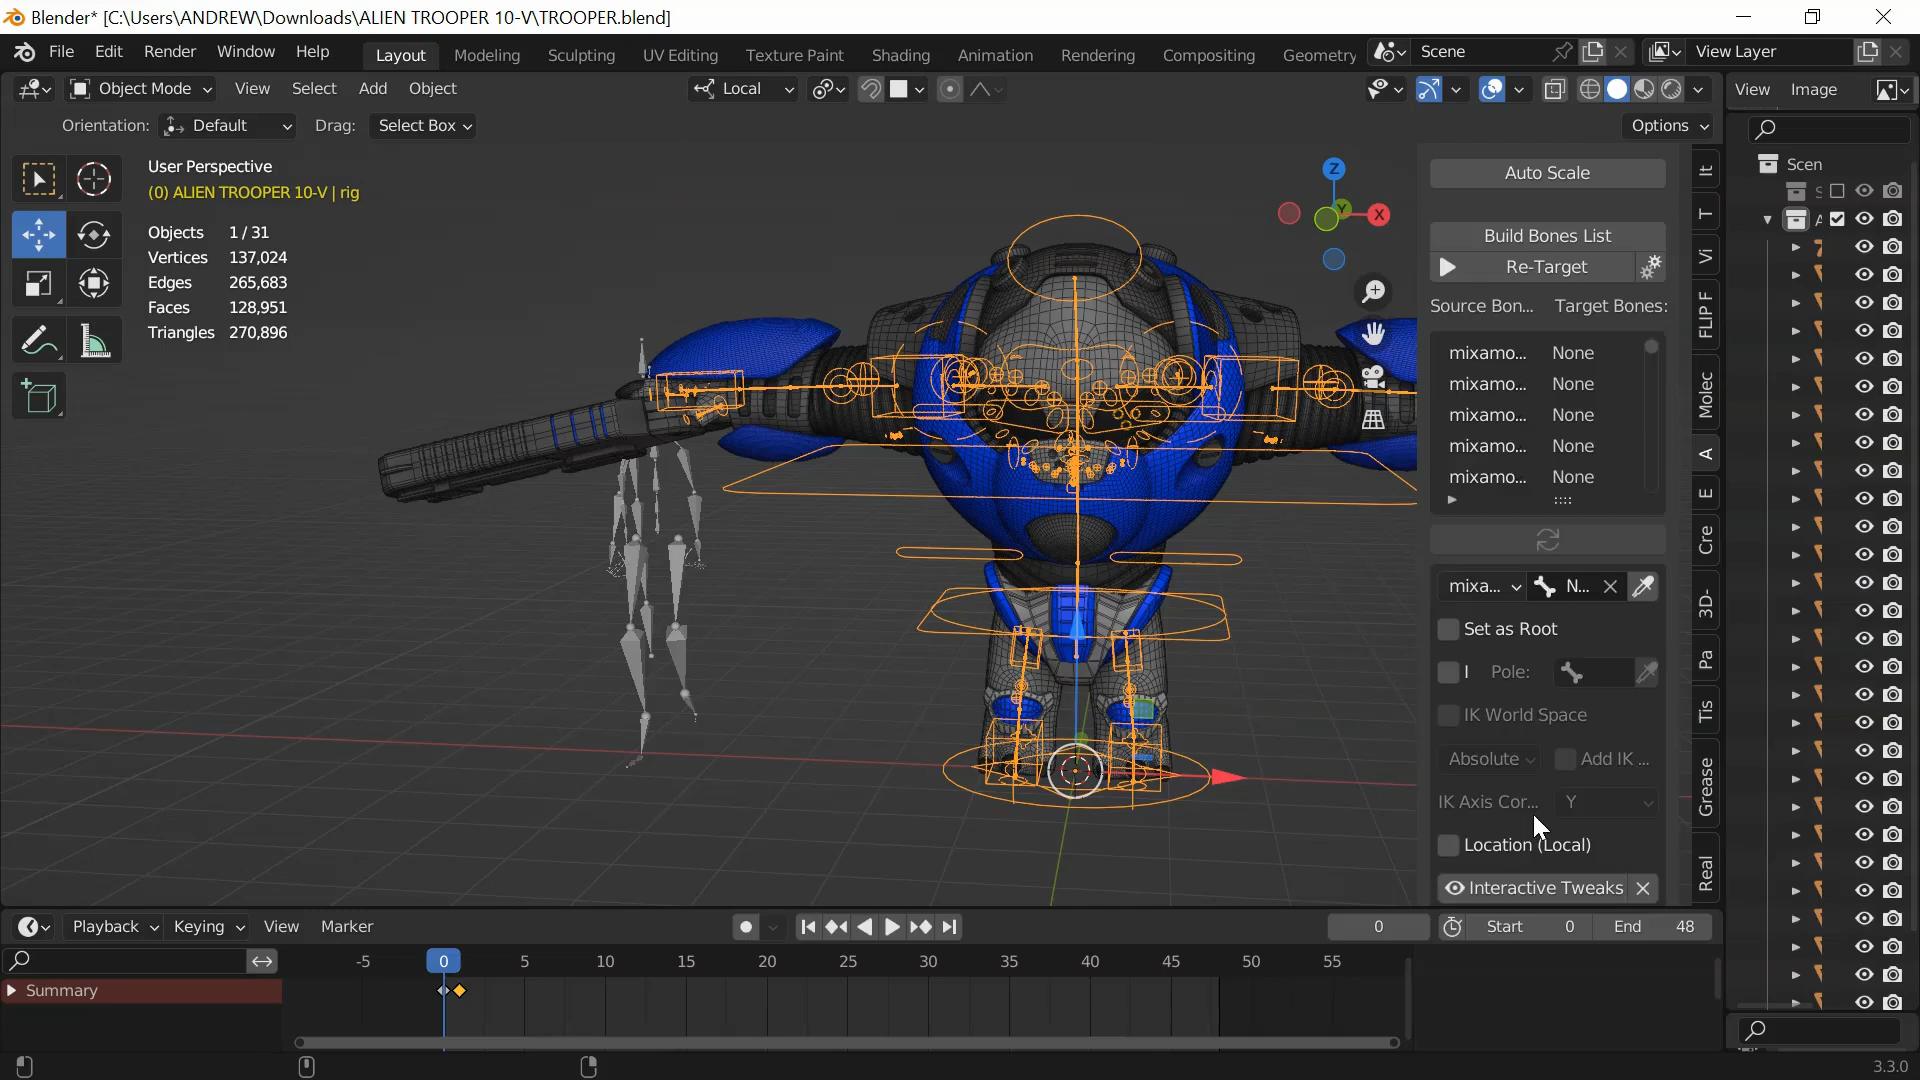 Blender* [C:\Users\ANDREW\Downloads\ALIEN TROOPER 10-V\TROOPER.blend]
File Edit Render Window Help Layout Modeling Sculpting UV Editing Texture Paint Shading Animation Rendering Compositing Geometry Scene View Layer
Object Mode View Select Add Object Local View Image
Orientation: Default Drag: Select Box Options
User Perspective
(0) ALIEN TROOPER 10-V | rig
Objects 1/31
Vertices 137,024
Edges 265,683
Faces 128,951
Triangles 270,896
Z
Y
X
Auto Scale
Build Bones List
Re-Target
Source Bon... Target Bones:
mixamo... None
mixamo... None
mixamo... None
mixamo... None
mixamo... None
mixa... N...
Set as Root
I Pole:
IK World Space
Absolute Add IK ...
IK Axis Cor... Y
Location (Local)
Interactive Tweaks
It
T
Vi
FLIP F
Molec
A
E
Cre
3D-
Pa
Tis
Grease
Real
Scen
Playback Keying View Marker 0 Start 0 End 48
-5 0 5 10 15 20 25 30 35 40 45 50 55
Summary
3.3.0